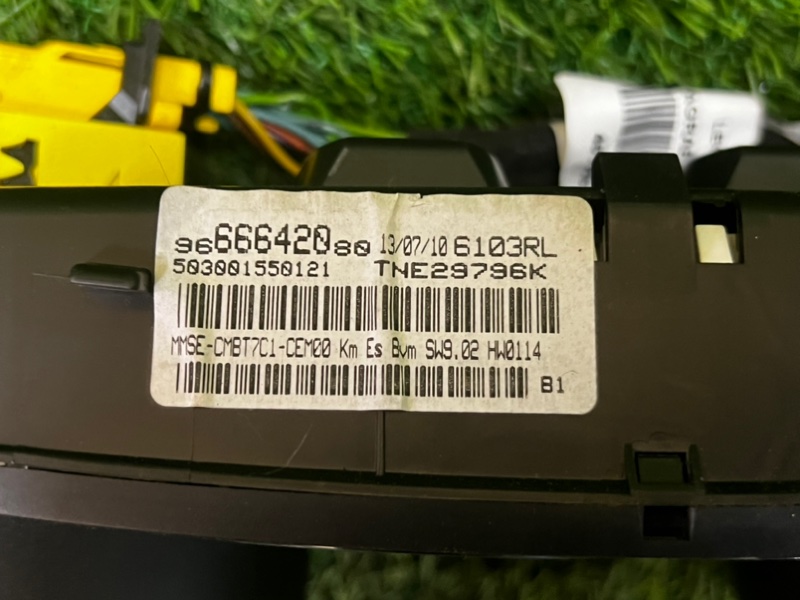 9666642080 13/07/10 6103RL
503001550121 TNE29796K
MMSE-CMBT7C1-CEM00 Km Es Bvm SW9.02 HW0114
B1